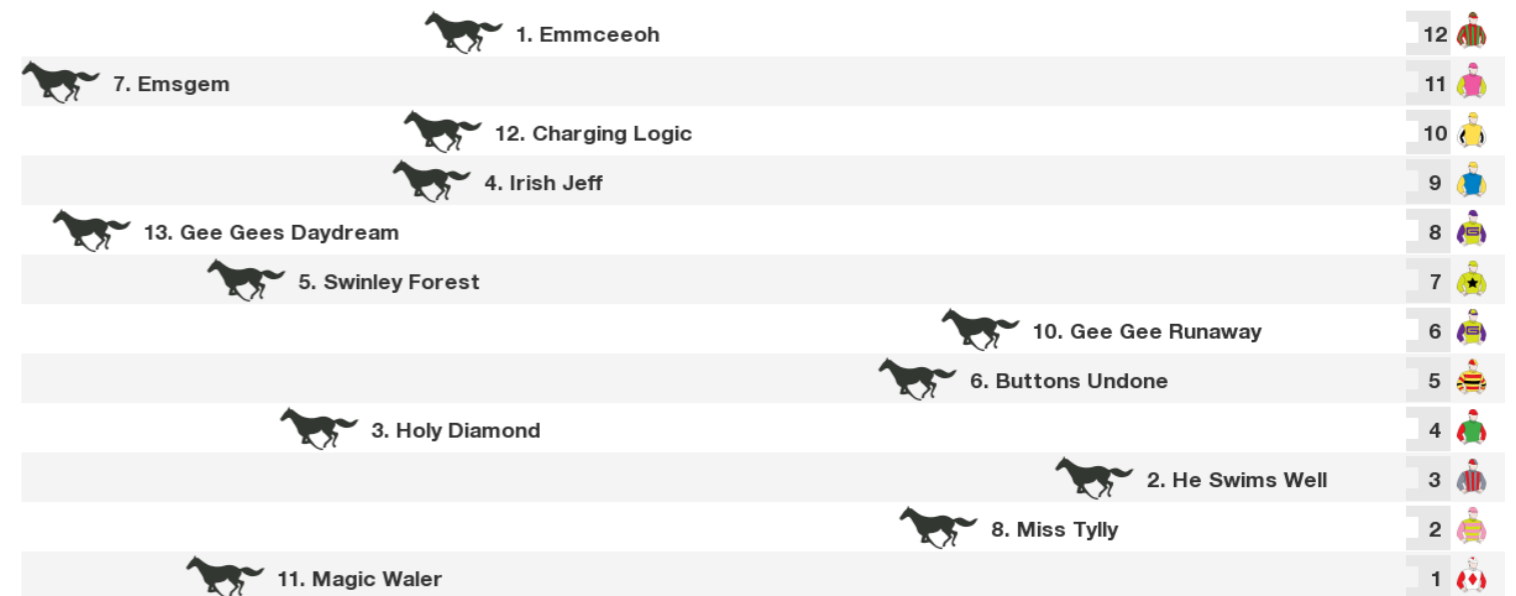 1. Emmceeoh 12
7. Emsgem 11
12. Charging Logic 10
4. Irish Jeff 9
13. Gee Gees Daydream 8
5. Swinley Forest 7
10. Gee Gee Runaway 6
6. Buttons Undone 5
3. Holy Diamond 4
2. He Swims Well 3
8. Miss Tylly 2
11. Magic Waler 1